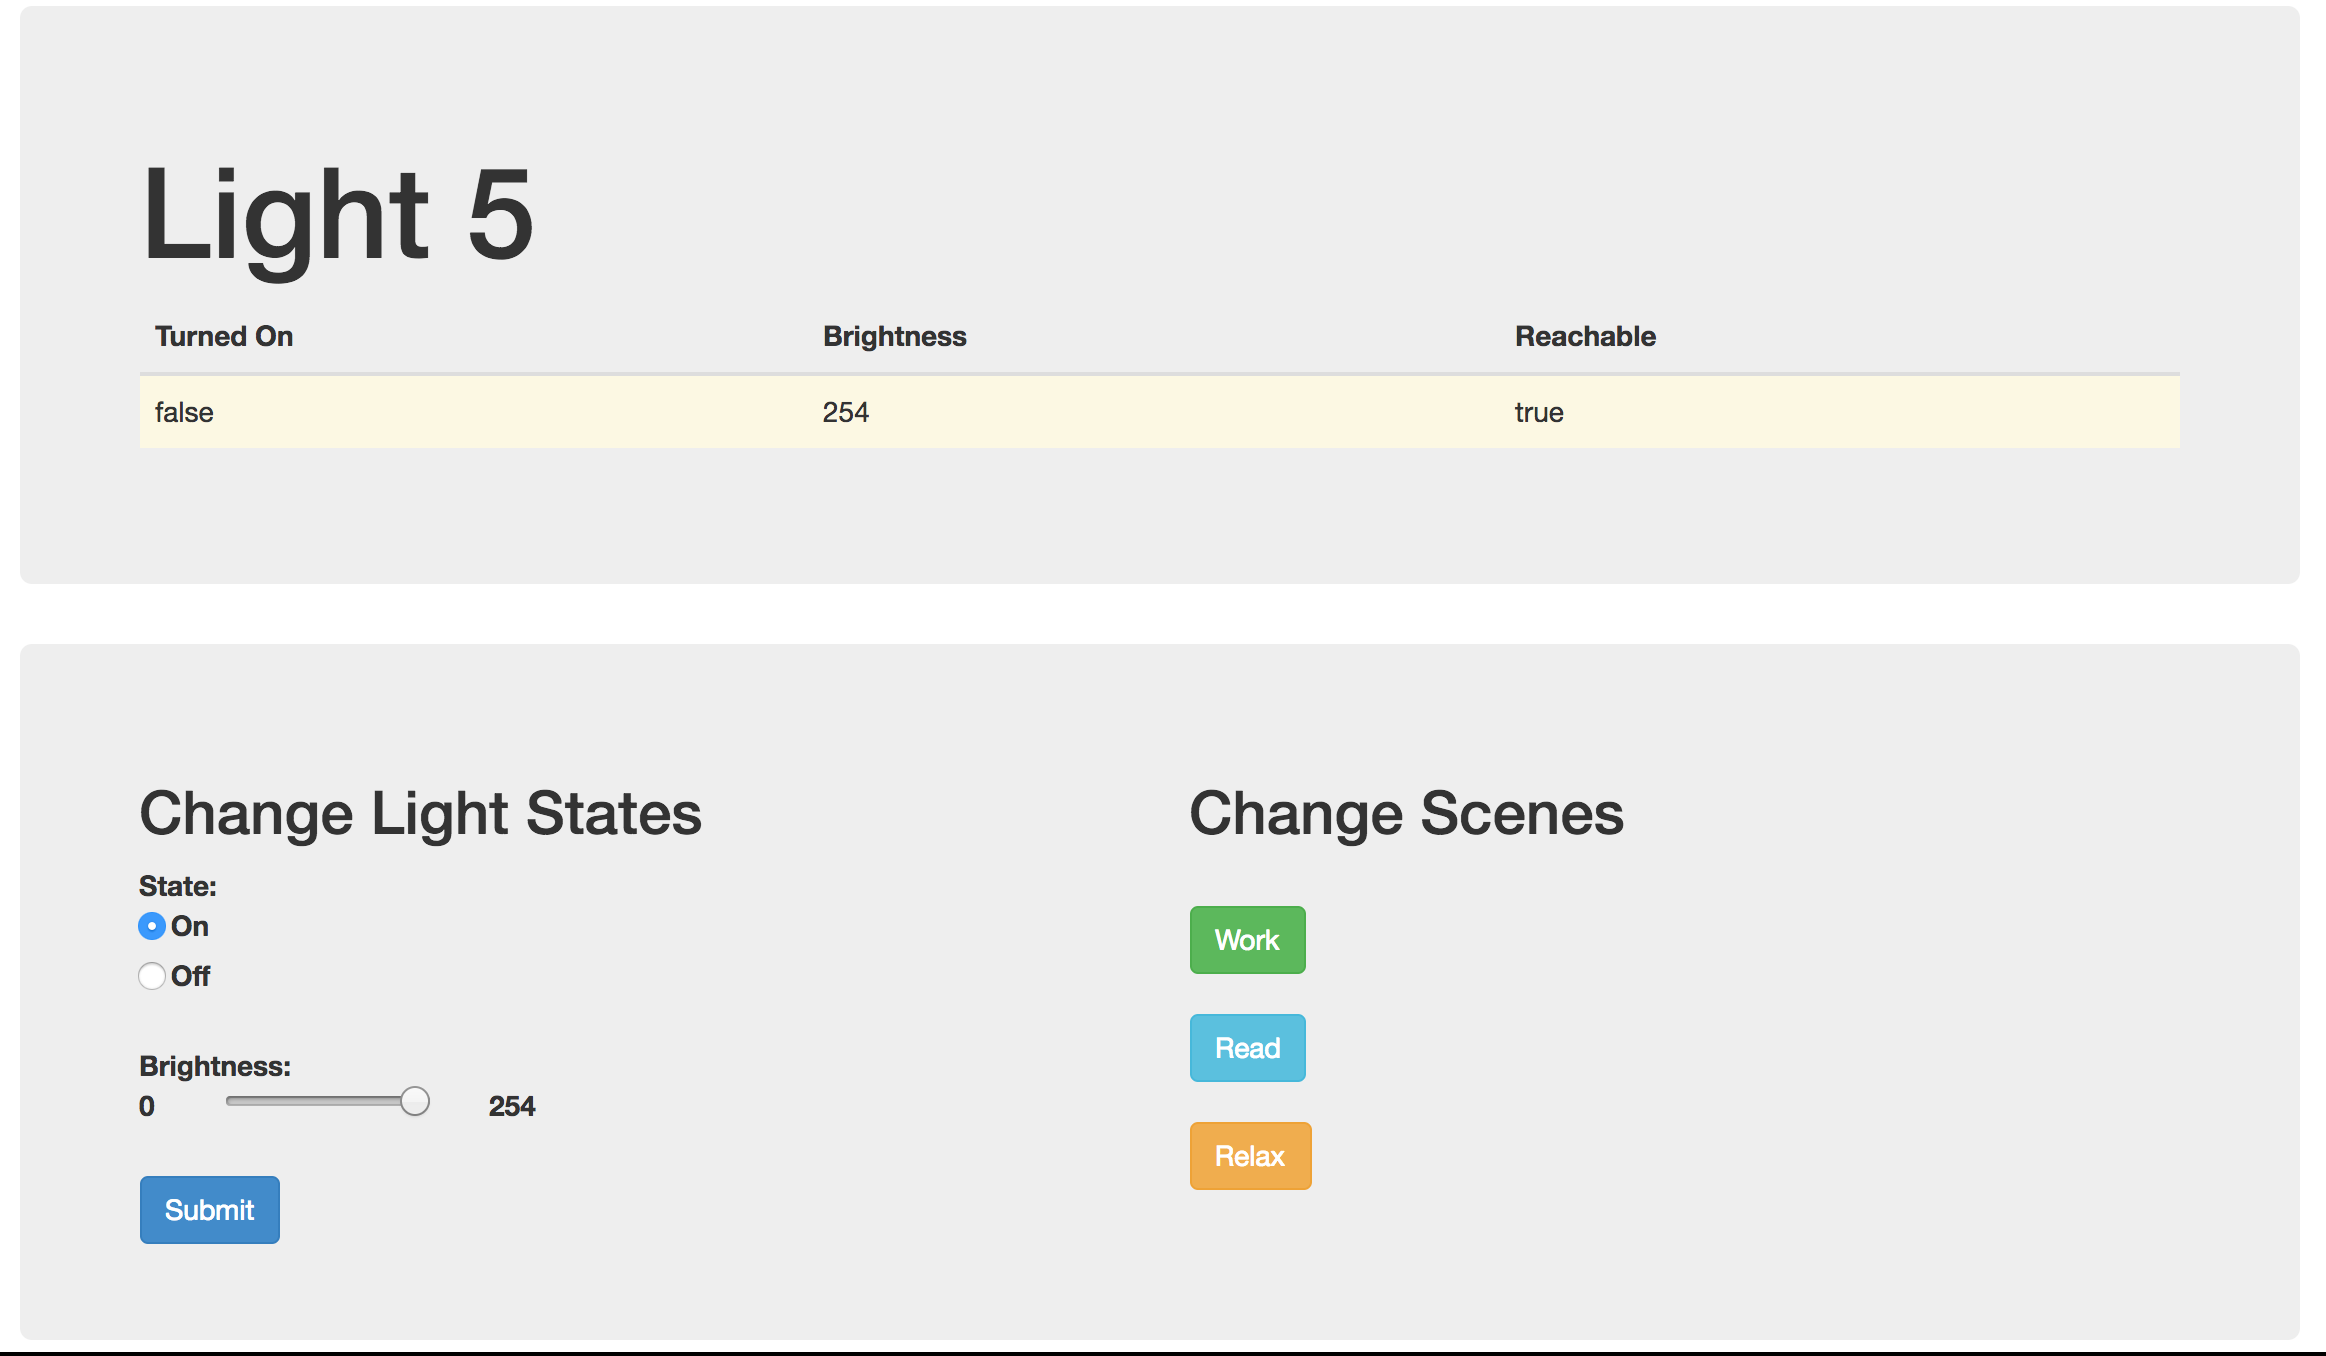 Light 5
Turned On Brightness Reachable
false 254 true
Change Light States
State:
On
Off
Brightness:
0 254
Submit
Change Scenes
Work
Read
Relax